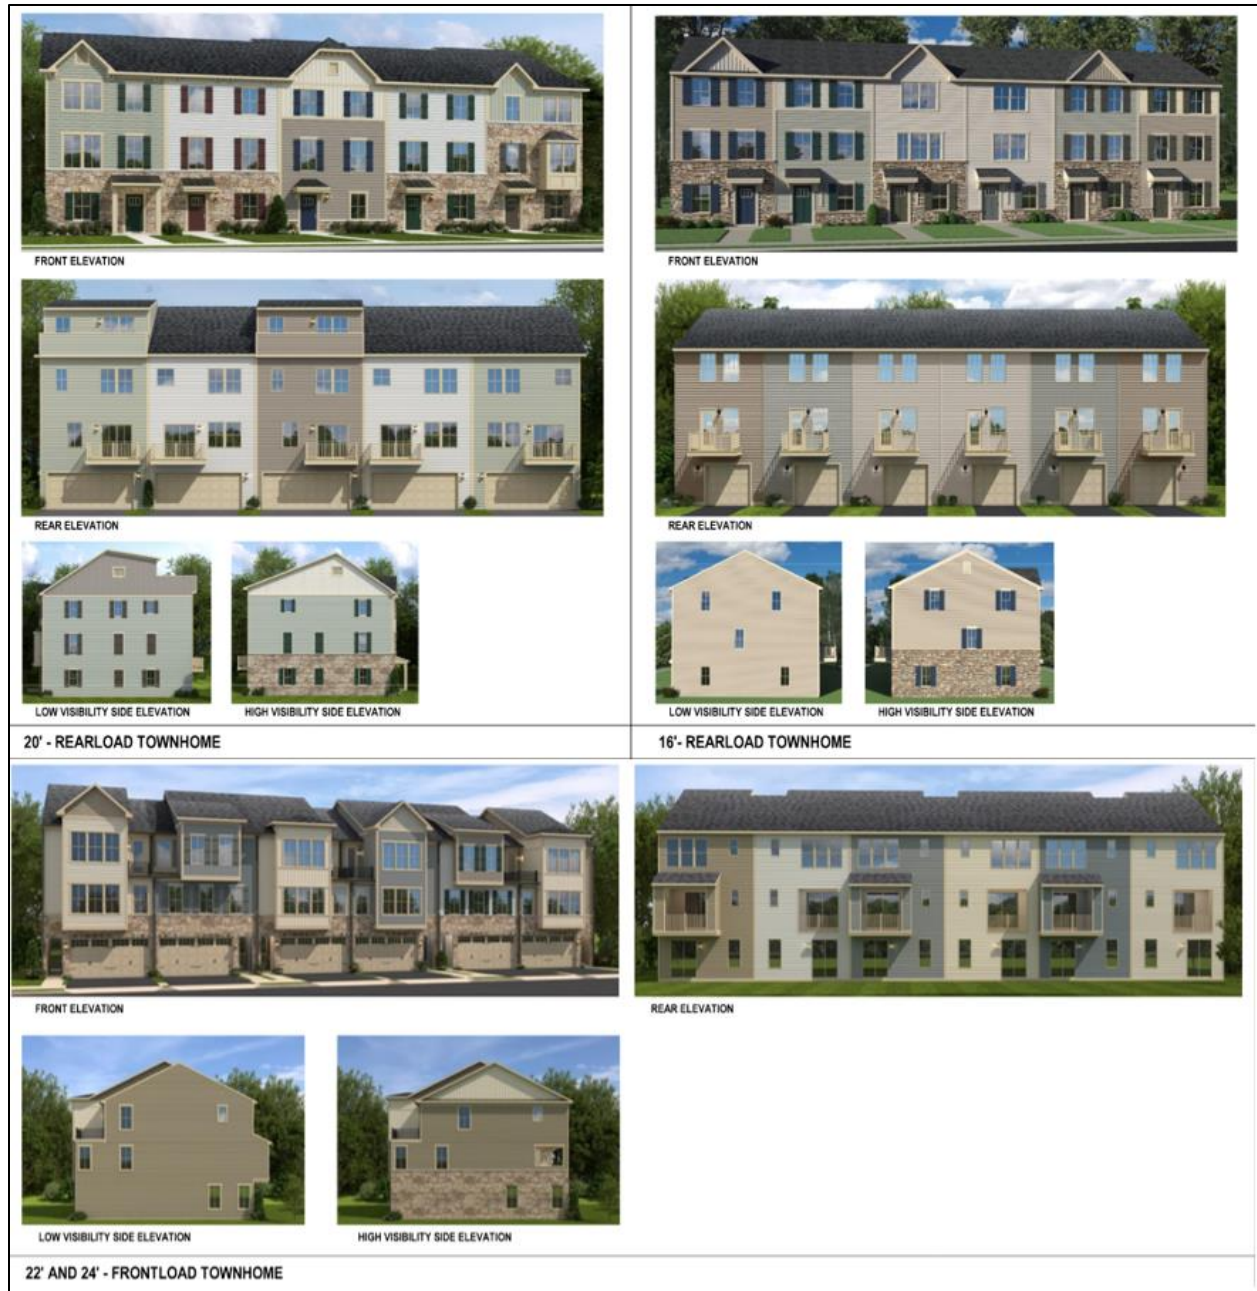 FRONT ELEVATION
REAR ELEVATION
LOW VISIBILITY SIDE ELEVATION
HIGH VISIBILITY SIDE ELEVATION
20' - REARLOAD TOWNHOME
FRONT ELEVATION
REAR ELEVATION
LOW VISIBILITY SIDE ELEVATION
HIGH VISIBILITY SIDE ELEVATION
16'- REARLOAD TOWNHOME
FRONT ELEVATION
REAR ELEVATION
LOW VISIBILITY SIDE ELEVATION
HIGH VISIBILITY SIDE ELEVATION
22' AND 24' - FRONTLOAD TOWNHOME